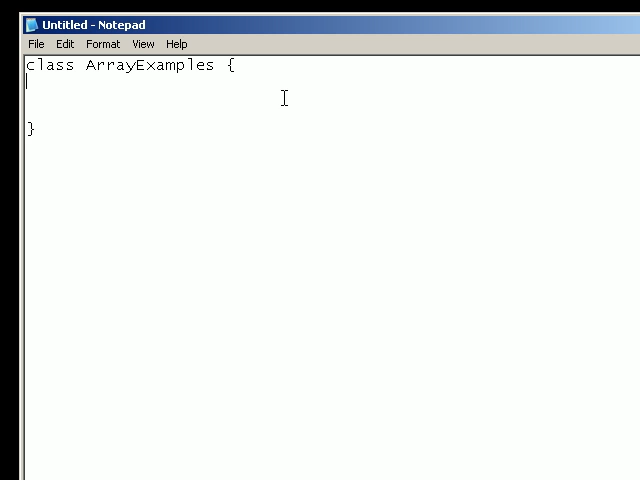 Untitled - Notepad
File Edit Format View Help
class ArrayExamples {
}